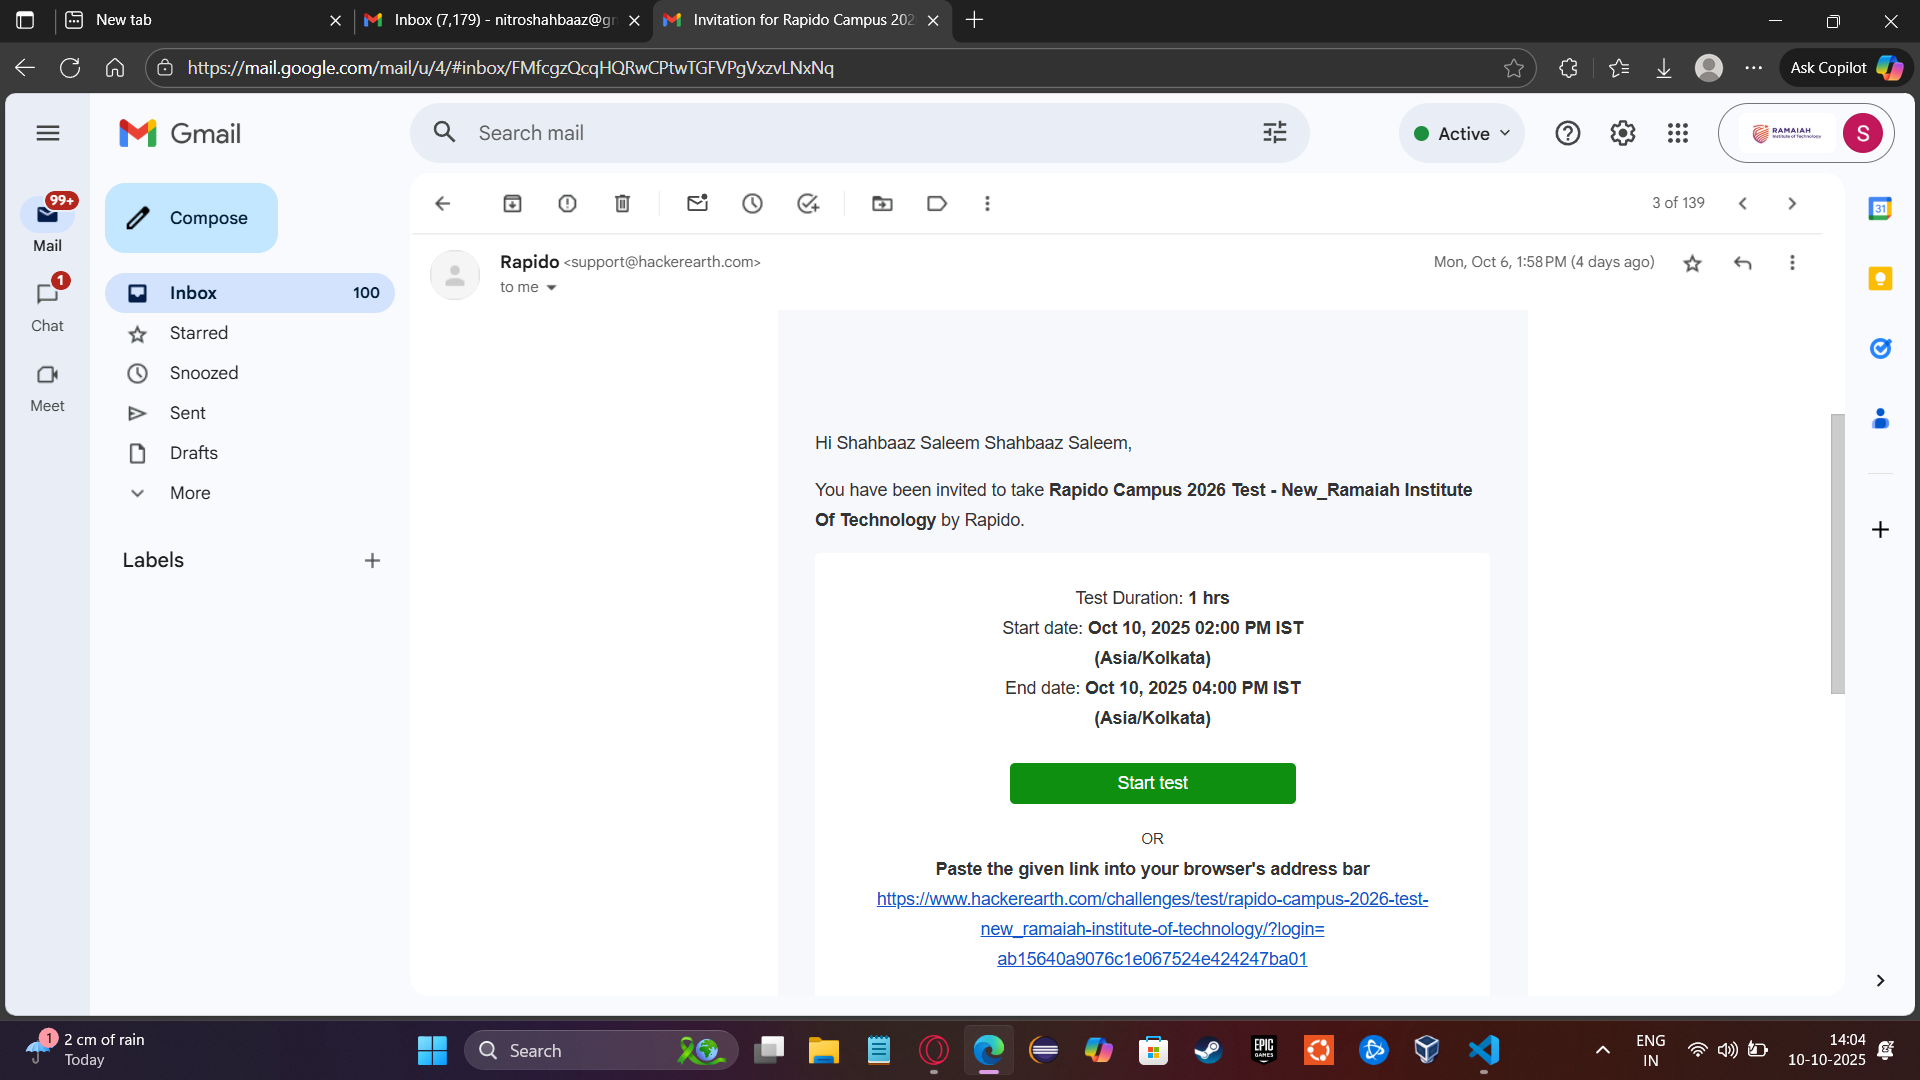 New tab
Inbox (7,179) - nitroshahbaaz@gm
Invitation for Rapido Campus 202
https://mail.google.com/mail/u/4/#inbox/FMfcgzQcqHQRwCPtwTGFVPgVxzvLNxNq
Ask Copilot
Gmail
Search mail
Active
RAMAIAH
Institute of Technology
S
99+
Mail
1
Chat
Meet
Compose
Inbox 100
Starred
Snoozed
Sent
Drafts
More
Labels
3 of 139
31
Rapido <support@hackerearth.com>
Mon, Oct 6, 1:58 PM (4 days ago)
to me
Hi Shahbaaz Saleem Shahbaaz Saleem,
You have been invited to take Rapido Campus 2026 Test - New_Ramaiah Institute
Of Technology by Rapido.
Test Duration: 1 hrs
Start date: Oct 10, 2025 02:00 PM IST
(Asia/Kolkata)
End date: Oct 10, 2025 04:00 PM IST
(Asia/Kolkata)
Start test
OR
Paste the given link into your browser's address bar
https://www.hackerearth.com/challenges/test/rapido-campus-2026-test-
new_ramaiah-institute-of-technology/?login=
ab15640a9076c1e067524e424247ba01
1
2 cm of rain
Today
Search
EPIC
GAMES
ENG
IN
14:04
10-10-2025